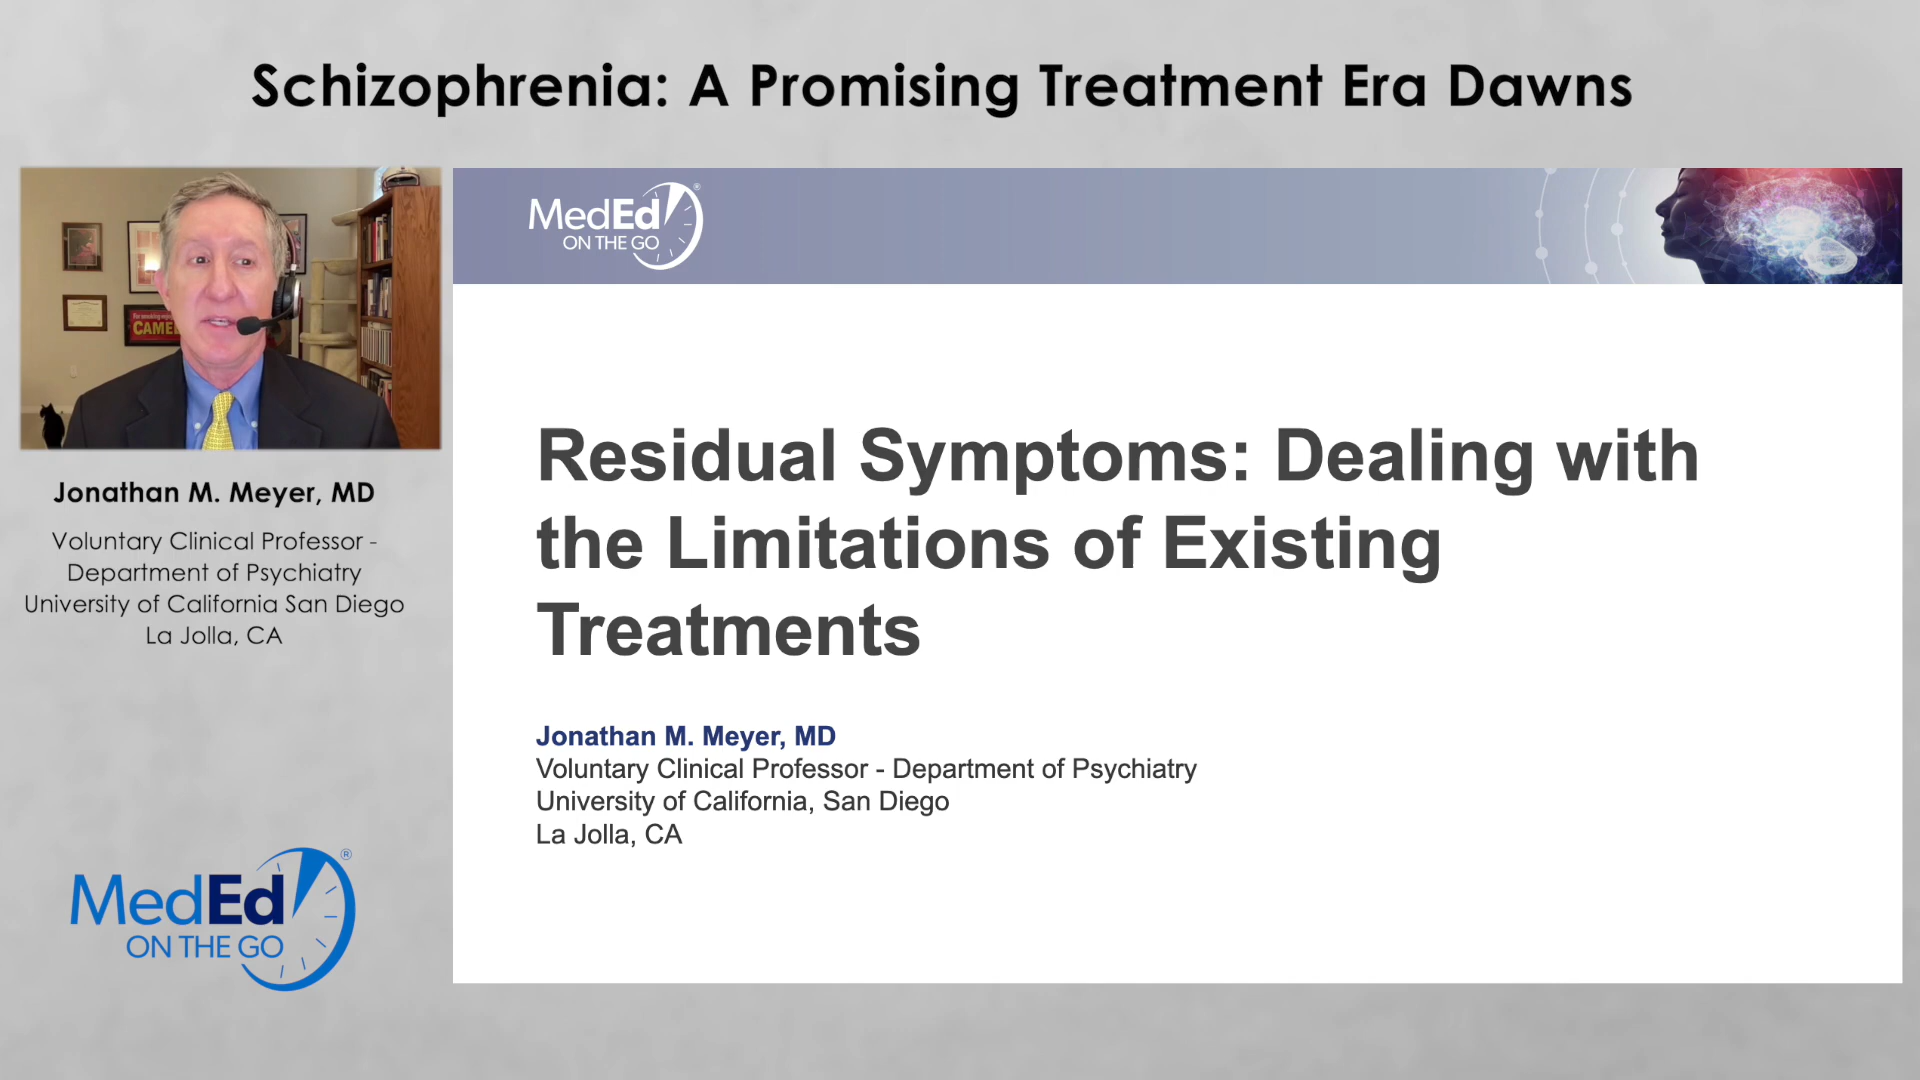 Schizophrenia: A Promising Treatment Era Dawns
CAMEL
Jonathan M. Meyer, MD
Voluntary Clinical Professor -
Department of Psychiatry
University of California San Diego
La Jolla, CA
MedEd®
ON THE GO
MedEd®
ON THE GO
Residual Symptoms: Dealing with
the Limitations of Existing
Treatments
Jonathan M. Meyer, MD
Voluntary Clinical Professor - Department of Psychiatry
University of California, San Diego
La Jolla, CA